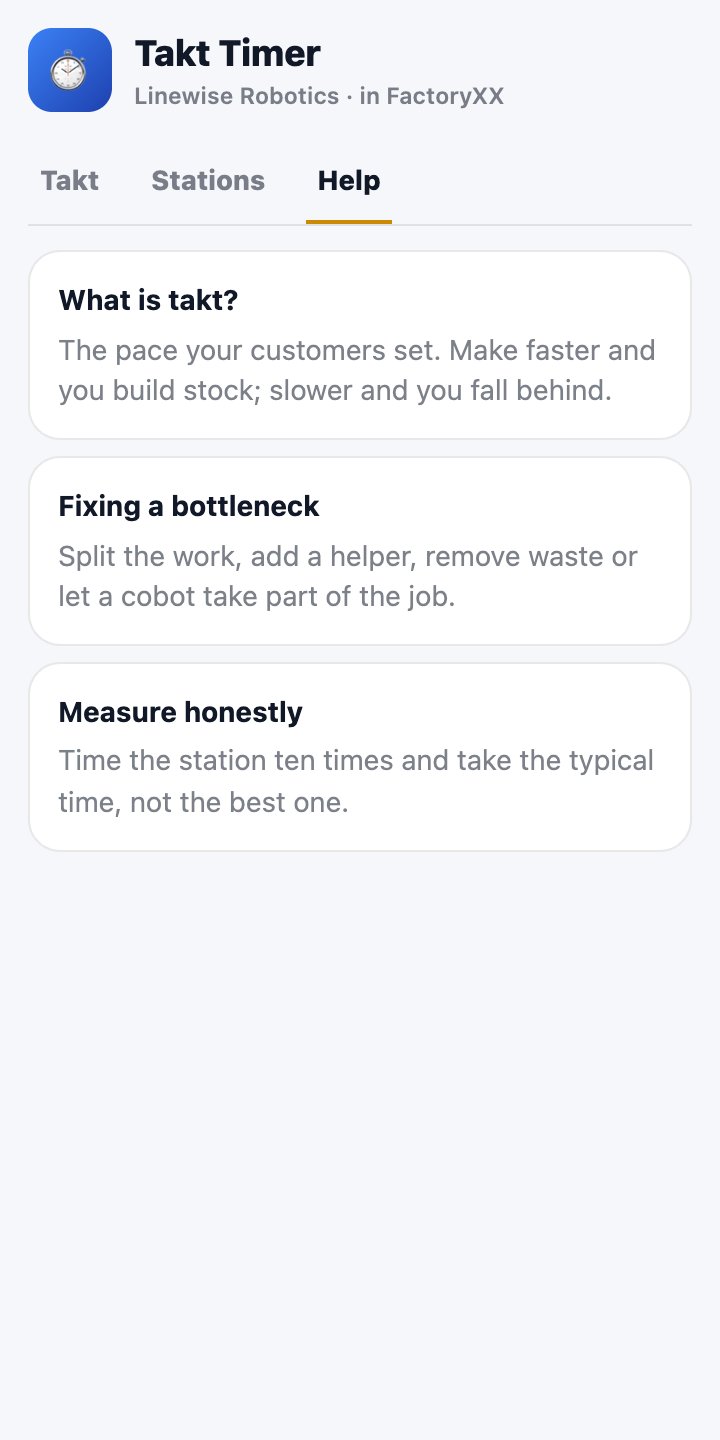 Takt Timer
Linewise Robotics · in FactoryXX
Takt Stations Help
What is takt?
The pace your customers set. Make faster and
you build stock; slower and you fall behind.
Fixing a bottleneck
Split the work, add a helper, remove waste or
let a cobot take part of the job.
Measure honestly
Time the station ten times and take the typical
time, not the best one.